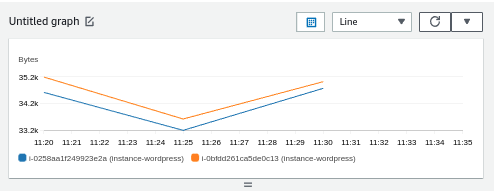 Untitled graph
Line
Bytes
35.2k
34.2k
33.2k
11:20 11:21 11:22 11:23 11:24 11:25 11:26 11:27 11:28 11:29 11:30 11:31 11:32 11:33 11:34 11:35
i-0258aa1f249923e2a (instance-wordpress) i-0bfdd261ca5de0c13 (instance-wordpress)